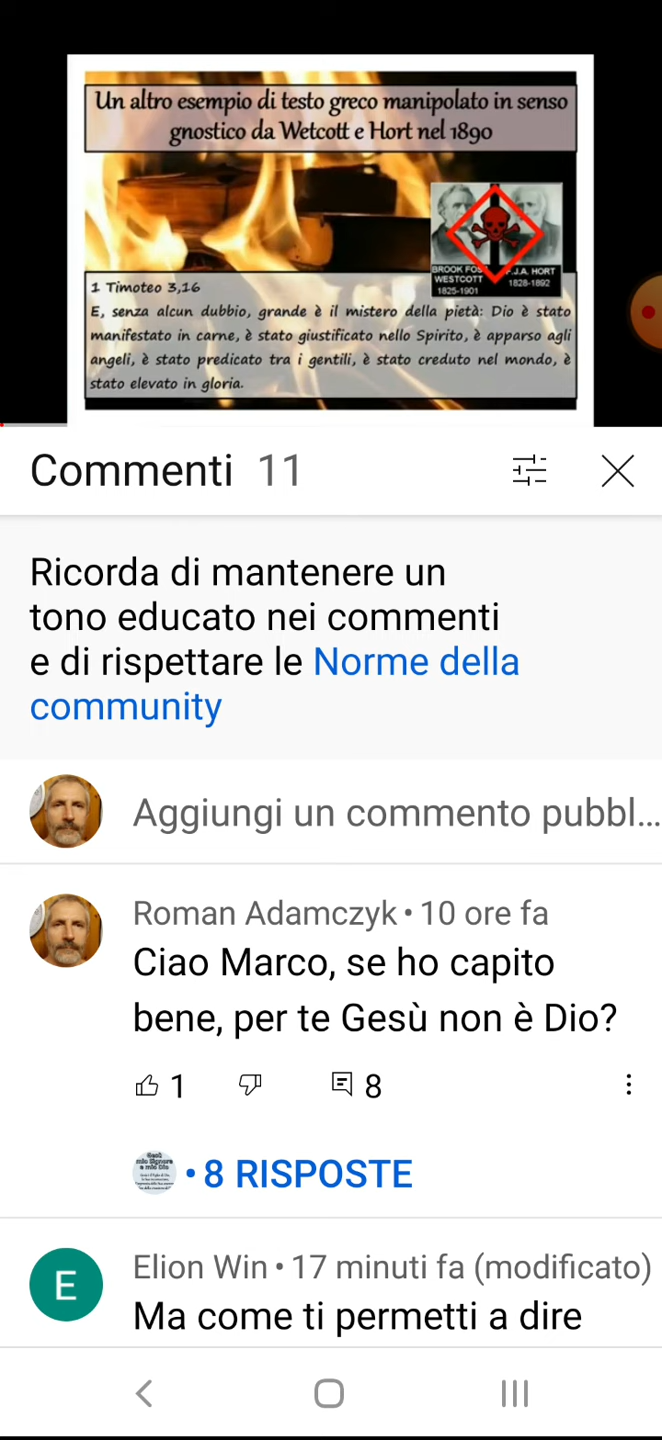 Un altro esempio di testo greco manipolato in senso
gnostico da Wetcott e Hort nel 1890
BROOK FOS
WESTCOTT
1825-1901
F.J.A. HORT
1828-1892
1 Timoteo 3,16
E, senza alcun dubbio, grande è il mistero della pietà: Dio è stato
manifestato in carne, è stato giustificato nello Spirito, è apparso agli
angeli, è stato predicato tra i gentili, è stato creduto nel mondo, è
stato elevato in gloria.
Commenti 11
Ricorda di mantenere un
tono educato nei commenti
e di rispettare le Norme della
community
Aggiungi un commento pubbl...
Roman Adamczyk • 10 ore fa
Ciao Marco, se ho capito
bene, per te Gesù non è Dio?
1
8
• 8 RISPOSTE
E
Elion Win • 17 minuti fa (modificato)
Ma come ti permetti a dire